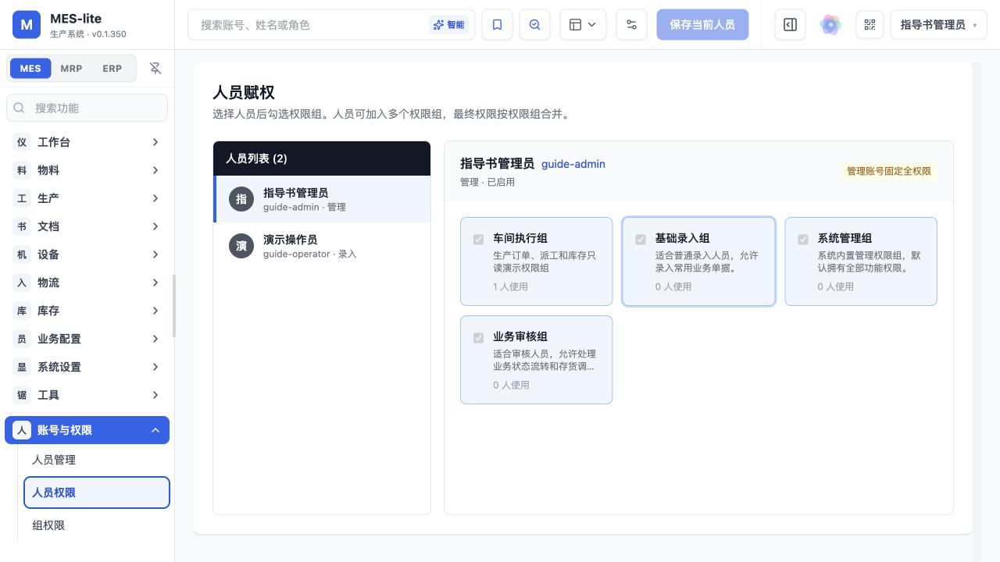 M
MES-lite
生产系统 · v0.1.350
搜索账号、姓名或角色
智能
保存当前人员
指导书管理员
MES
MRP
ERP
搜索功能
仪 工作台
料 物料
工 生产
书 文档
机 设备
入 物流
库 库存
员 业务配置
显 系统设置
锯 工具
人 账号与权限
人员管理
人员权限
组权限
人员赋权
选择人员后勾选权限组。人员可加入多个权限组，最终权限按权限组合并。
人员列表 (2)
指 指导书管理员
guide-admin · 管理
演 演示操作员
guide-operator · 录入
指导书管理员 guide-admin
管理 · 已启用
管理账号固定全权限
车间执行组
生产订单、派工和库存只
读演示权限组
1 人使用
基础录入组
适合普通录入人员，允许
录入常用业务单据。
0 人使用
系统管理组
系统内置管理权限组，默
认拥有全部功能权限。
0 人使用
业务审核组
适合审核人员，允许处理
业务状态流转和存货调...
0 人使用